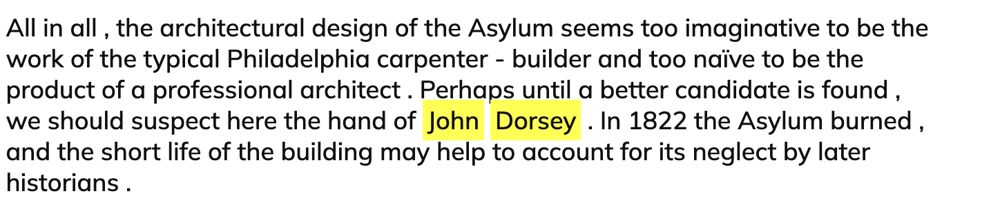 All in all , the architectural design of the Asylum seems too imaginative to be the
work of the typical Philadelphia carpenter - builder and too naïve to be the
product of a professional architect . Perhaps until a better candidate is found ,
we should suspect here the hand of John Dorsey . In 1822 the Asylum burned ,
and the short life of the building may help to account for its neglect by later
historians .